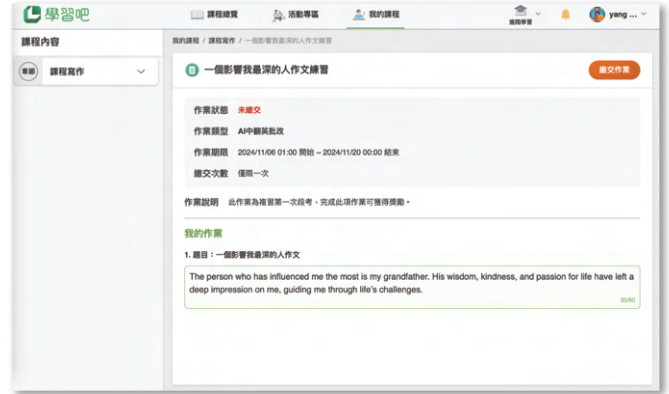 學習吧
課程總覽
活動專區
我的課程
進階學習
yang ...
課程內容
章節
課程寫作
我的課程 / 課程寫作 / 一個影響我最深的人作文練習
一個影響我最深的人作文練習
繳交作業
作業狀態 未繳交
作業類型 AI中翻英批改
作業期限 2024/11/06 01:00 開始 ~ 2024/11/20 00:00 結束
繳交次數 僅限一次
作業說明 此作業為複習第一次段考，完成此項作業可獲得獎勵。
我的作業
1. 題目：一個影響我最深的人作文
The person who has influenced me the most is my grandfather. His wisdom, kindness, and passion for life have left a
deep impression on me, guiding me through life's challenges.
30/60